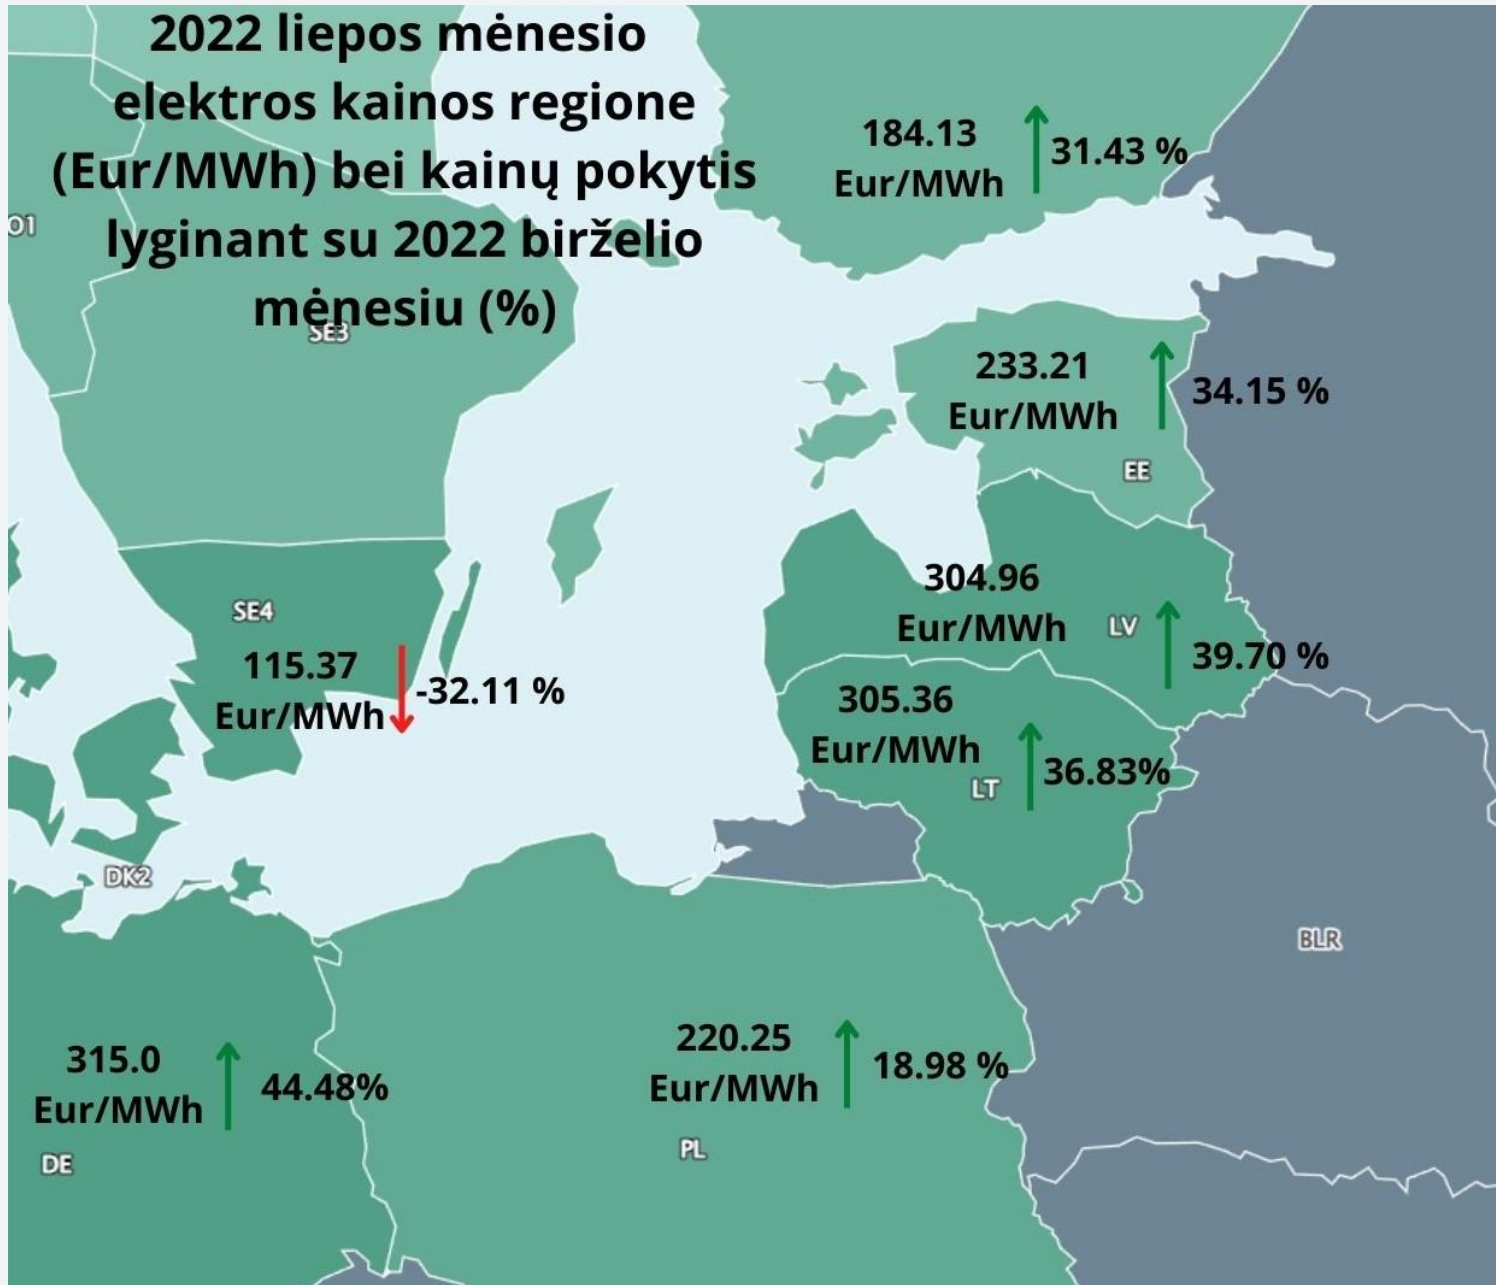 2022 liepos mėnesio
elektros kainos regione
(Eur/MWh) bei kainų pokytis
lyginant su 2022 birželio
mėnesiu (%)
184.13
Eur/MWh
31.43 %
O1
SE3
233.21
Eur/MWh
34.15 %
EE
304.96
Eur/MWh
LV
39.70 %
SE4
115.37
Eur/MWh
-32.11 %
305.36
Eur/MWh
LT
36.83%
DK2
BLR
315.0
Eur/MWh
44.48%
DE
220.25
Eur/MWh
18.98 %
PL